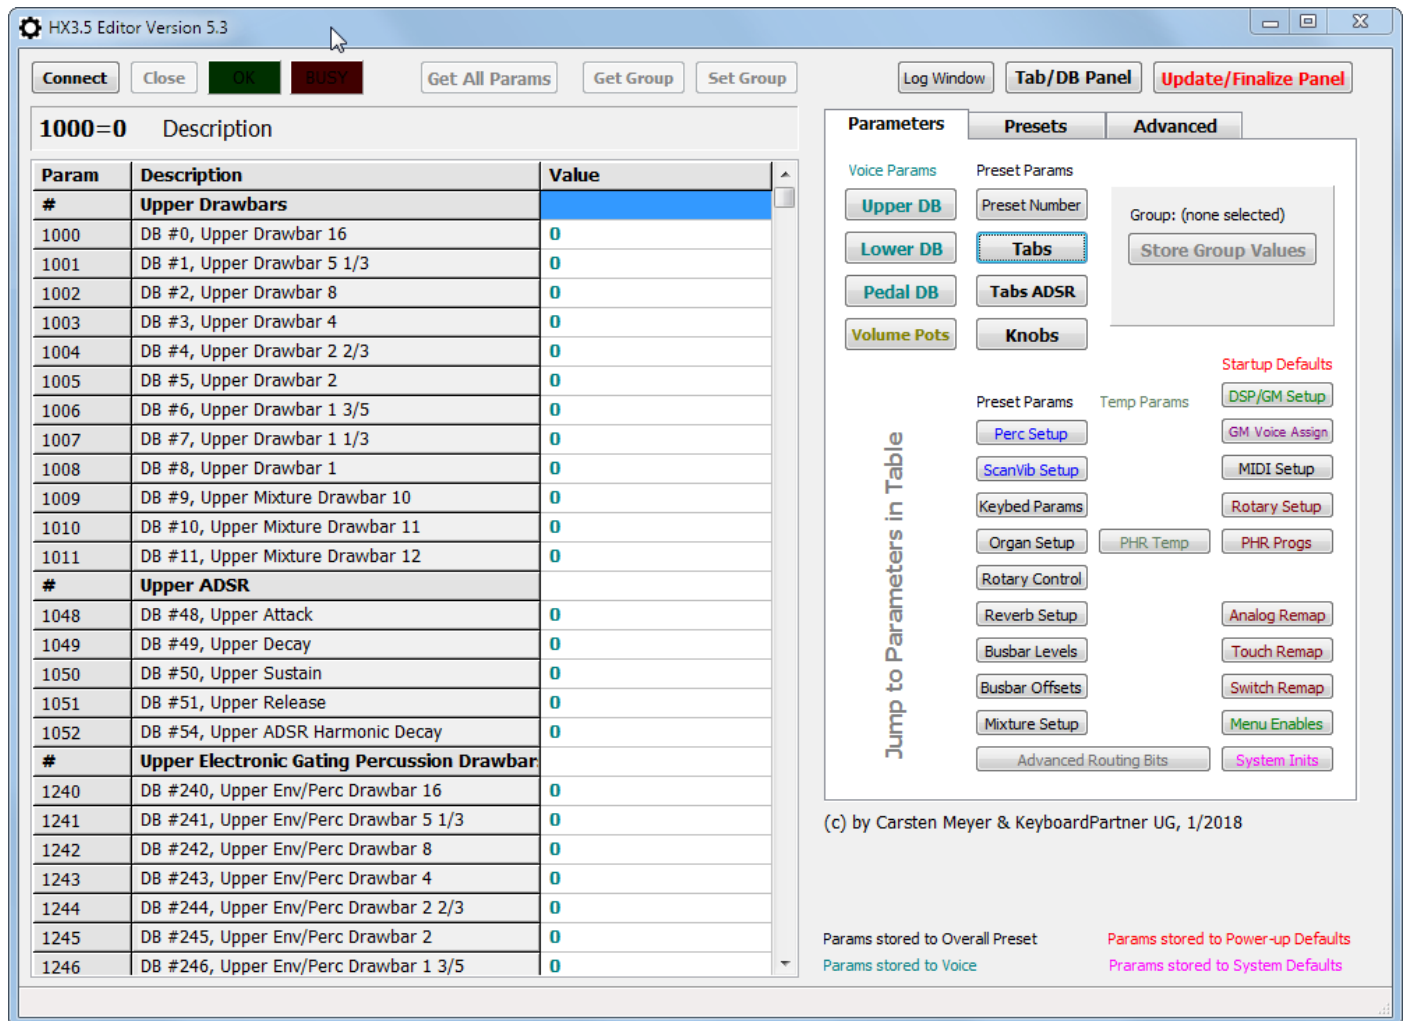 HX3.5 Editor Version 5.3
Connect Close OK BUSY Get All Params Get Group Set Group Log Window Tab/DB Panel Update/Finalize Panel
1000=0 Description
Param Description Value
# Upper Drawbars
1000 DB #0, Upper Drawbar 16 0
1001 DB #1, Upper Drawbar 5 1/3 0
1002 DB #2, Upper Drawbar 8 0
1003 DB #3, Upper Drawbar 4 0
1004 DB #4, Upper Drawbar 2 2/3 0
1005 DB #5, Upper Drawbar 2 0
1006 DB #6, Upper Drawbar 1 3/5 0
1007 DB #7, Upper Drawbar 1 1/3 0
1008 DB #8, Upper Drawbar 1 0
1009 DB #9, Upper Mixture Drawbar 10 0
1010 DB #10, Upper Mixture Drawbar 11 0
1011 DB #11, Upper Mixture Drawbar 12 0
# Upper ADSR
1048 DB #48, Upper Attack 0
1049 DB #49, Upper Decay 0
1050 DB #50, Upper Sustain 0
1051 DB #51, Upper Release 0
1052 DB #54, Upper ADSR Harmonic Decay 0
# Upper Electronic Gating Percussion Drawbar
1240 DB #240, Upper Env/Perc Drawbar 16 0
1241 DB #241, Upper Env/Perc Drawbar 5 1/3 0
1242 DB #242, Upper Env/Perc Drawbar 8 0
1243 DB #243, Upper Env/Perc Drawbar 4 0
1244 DB #244, Upper Env/Perc Drawbar 2 2/3 0
1245 DB #245, Upper Env/Perc Drawbar 2 0
1246 DB #246, Upper Env/Perc Drawbar 1 3/5 0
Parameters Presets Advanced
Voice Params Preset Params
Upper DB Preset Number Group: (none selected)
Lower DB Tabs Store Group Values
Pedal DB Tabs ADSR
Volume Pots Knobs
Startup Defaults
Preset Params Temp Params DSP/GM Setup
Perc Setup GM Voice Assign
ScanVib Setup MIDI Setup
Keybed Params Rotary Setup
Organ Setup PHR Temp PHR Progs
Rotary Control
Reverb Setup Analog Remap
Busbar Levels Touch Remap
Busbar Offsets Switch Remap
Mixture Setup Menu Enables
Advanced Routing Bits System Inits
Jump to Parameters in Table
(c) by Carsten Meyer & KeyboardPartner UG, 1/2018
Params stored to Overall Preset Params stored to Power-up Defaults
Params stored to Voice Prarams stored to System Defaults